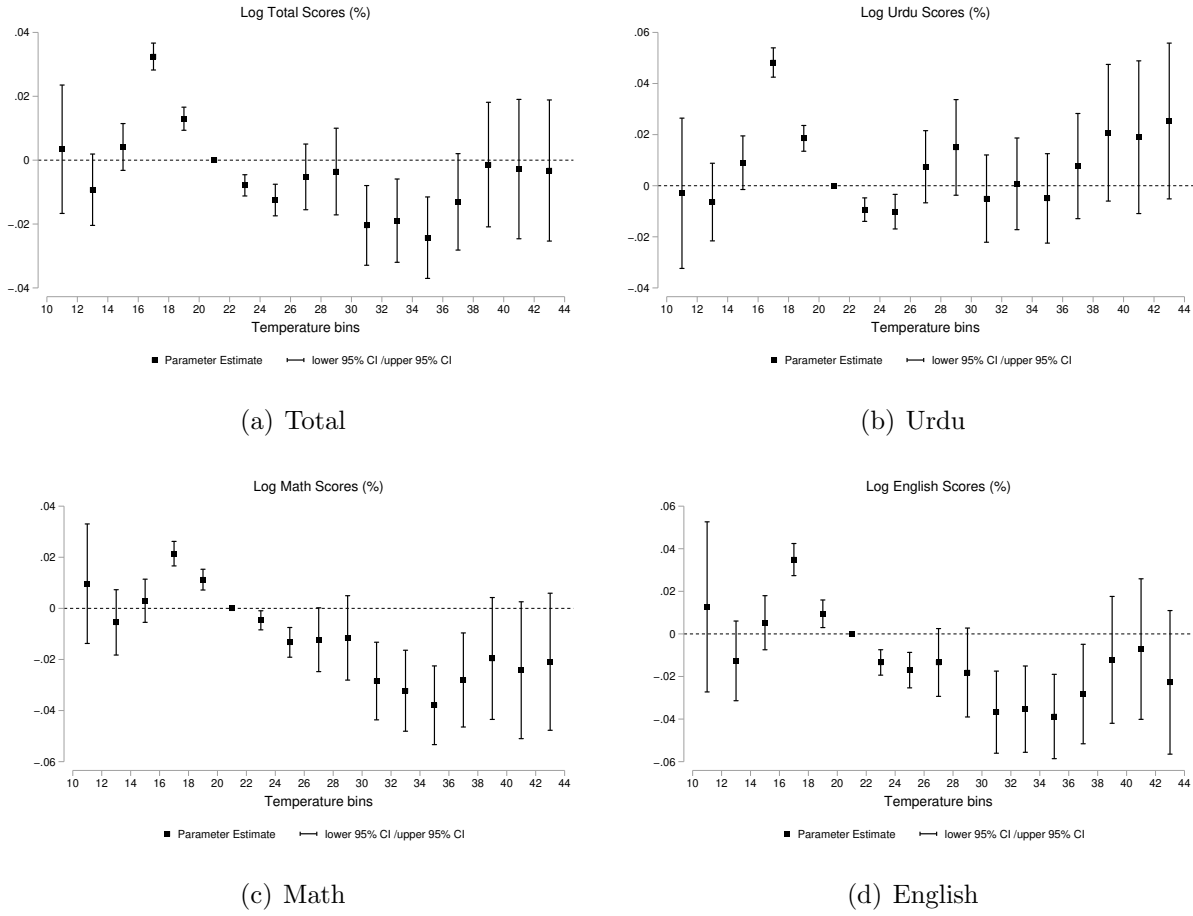 Log Total Scores (%)
.04
.02
0
−.02
−.04
10 12 14 16 18 20 22 24 26 28 30 32 34 36 38 40 42 44
Temperature bins
Parameter Estimate lower 95% CI /upper 95% CI
(a) Total
Log Urdu Scores (%)
.06
.04
.02
0
−.02
−.04
10 12 14 16 18 20 22 24 26 28 30 32 34 36 38 40 42 44
Temperature bins
Parameter Estimate lower 95% CI /upper 95% CI
(b) Urdu
Log Math Scores (%)
.04
.02
0
−.02
−.04
−.06
10 12 14 16 18 20 22 24 26 28 30 32 34 36 38 40 42 44
Temperature bins
Parameter Estimate lower 95% CI /upper 95% CI
(c) Math
Log English Scores (%)
.06
.04
.02
0
−.02
−.04
−.06
10 12 14 16 18 20 22 24 26 28 30 32 34 36 38 40 42 44
Temperature bins
Parameter Estimate lower 95% CI /upper 95% CI
(d) English